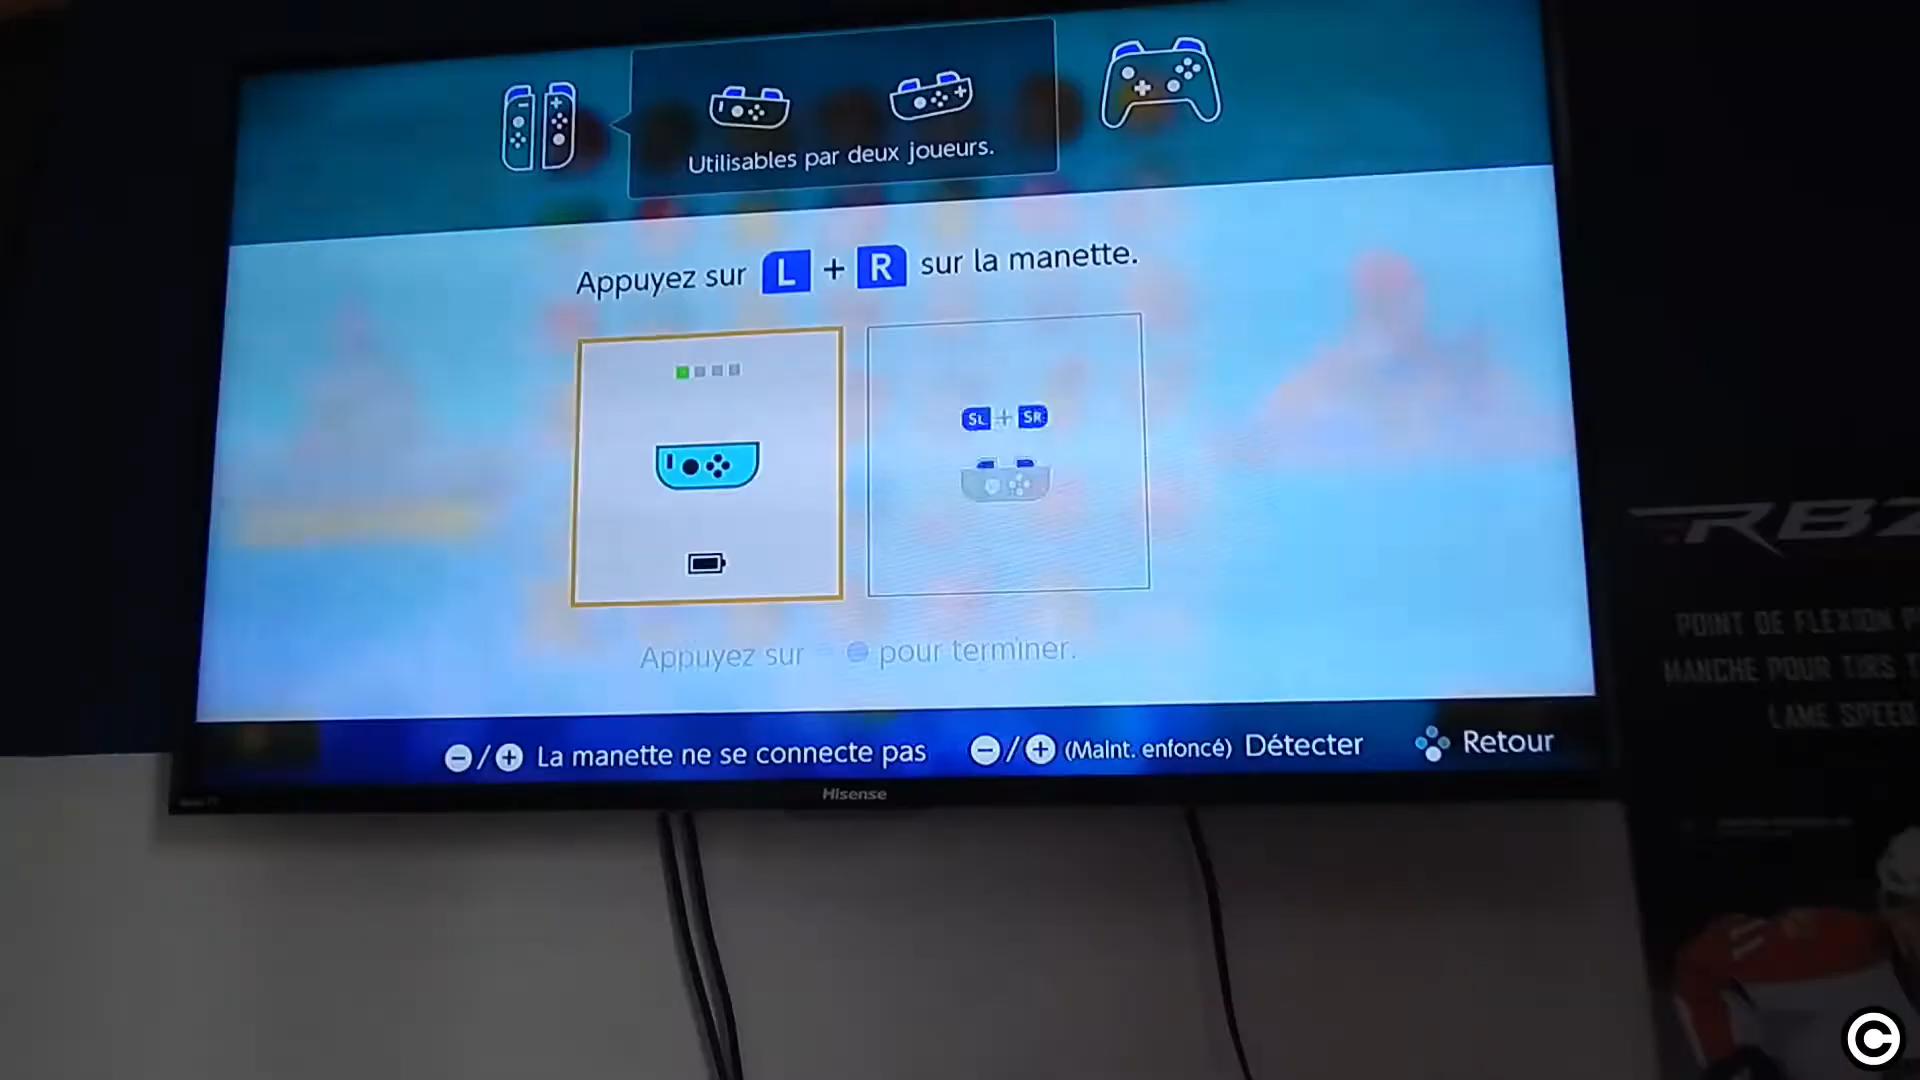 Utilisables par deux joueurs.
Appuyez sur L + R sur la manette.
SL + SR
Appuyez sur pour terminer.
La manette ne se connecte pas
(Maint. enfoncé) Détecter
Retour
Hisense
RBZ
POINT DE FLEXION
MANCHE POUR TIRS
LAME SPEED